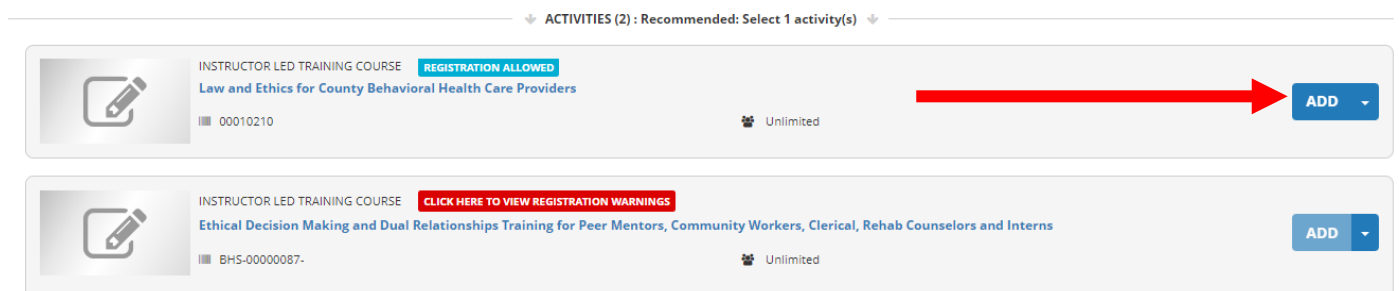 ACTIVITIES (2) : Recommended: Select 1 activity(s)
INSTRUCTOR LED TRAINING COURSE REGISTRATION ALLOWED
Law and Ethics for County Behavioral Health Care Providers
00010210 Unlimited
ADD
INSTRUCTOR LED TRAINING COURSE CLICK HERE TO VIEW REGISTRATION WARNINGS
Ethical Decision Making and Dual Relationships Training for Peer Mentors, Community Workers, Clerical, Rehab Counselors and Interns
BHS-00000087- Unlimited
ADD